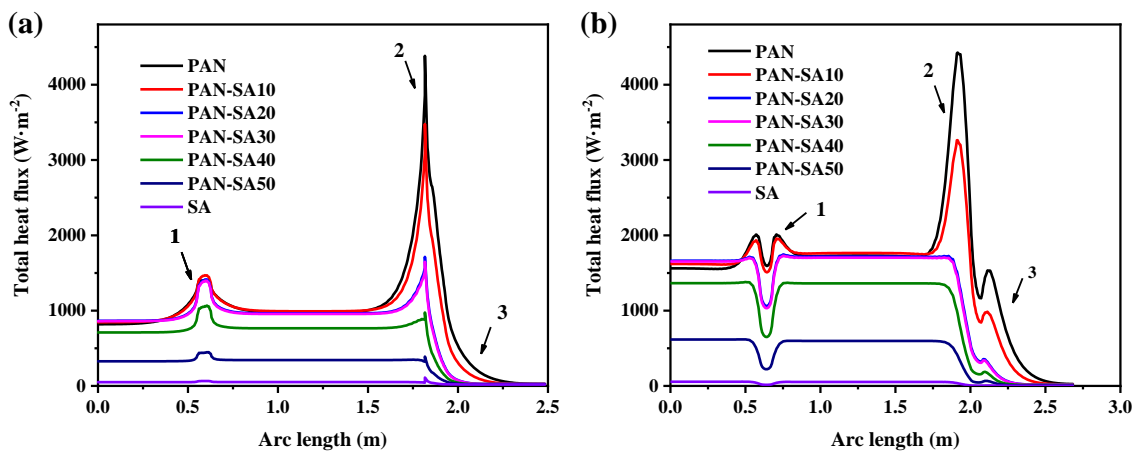 (a)
Total heat flux (W·m⁻²)
4000
3000
2000
1000
0
PAN
PAN-SA10
PAN-SA20
PAN-SA30
PAN-SA40
PAN-SA50
SA
1
2
3
0.0 0.5 1.0 1.5 2.0 2.5
Arc length (m)
(b)
Total heat flux (W·m⁻²)
4000
3000
2000
1000
0
PAN
PAN-SA10
PAN-SA20
PAN-SA30
PAN-SA40
PAN-SA50
SA
1
2
3
0.0 0.5 1.0 1.5 2.0 2.5 3.0
Arc length (m)